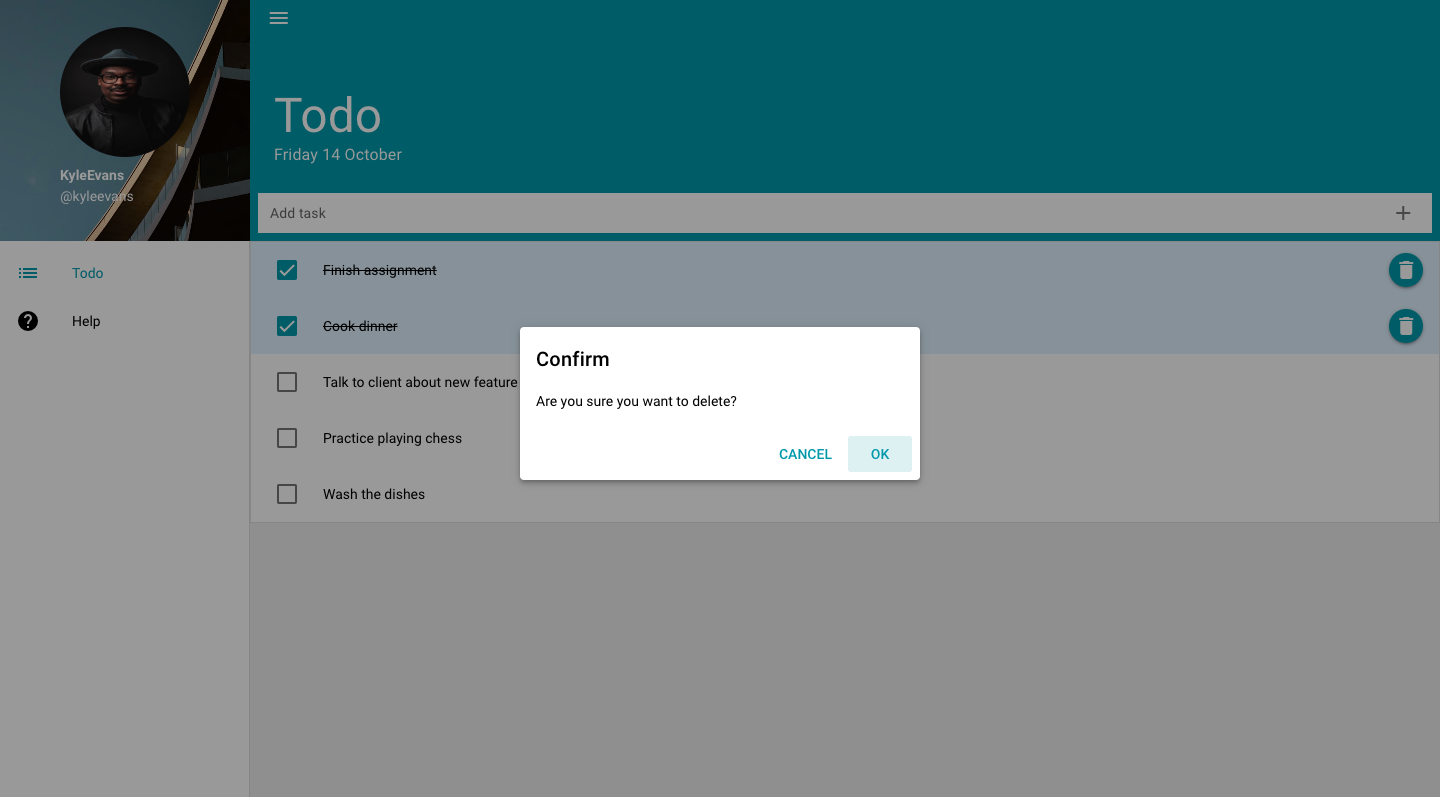 KyleEvans
@kyleevans
Todo
Help
Todo
Friday 14 October
Add task
Finish assignment
Cook dinner
Talk to client about new feature
Practice playing chess
Wash the dishes
Confirm
Are you sure you want to delete?
CANCEL OK